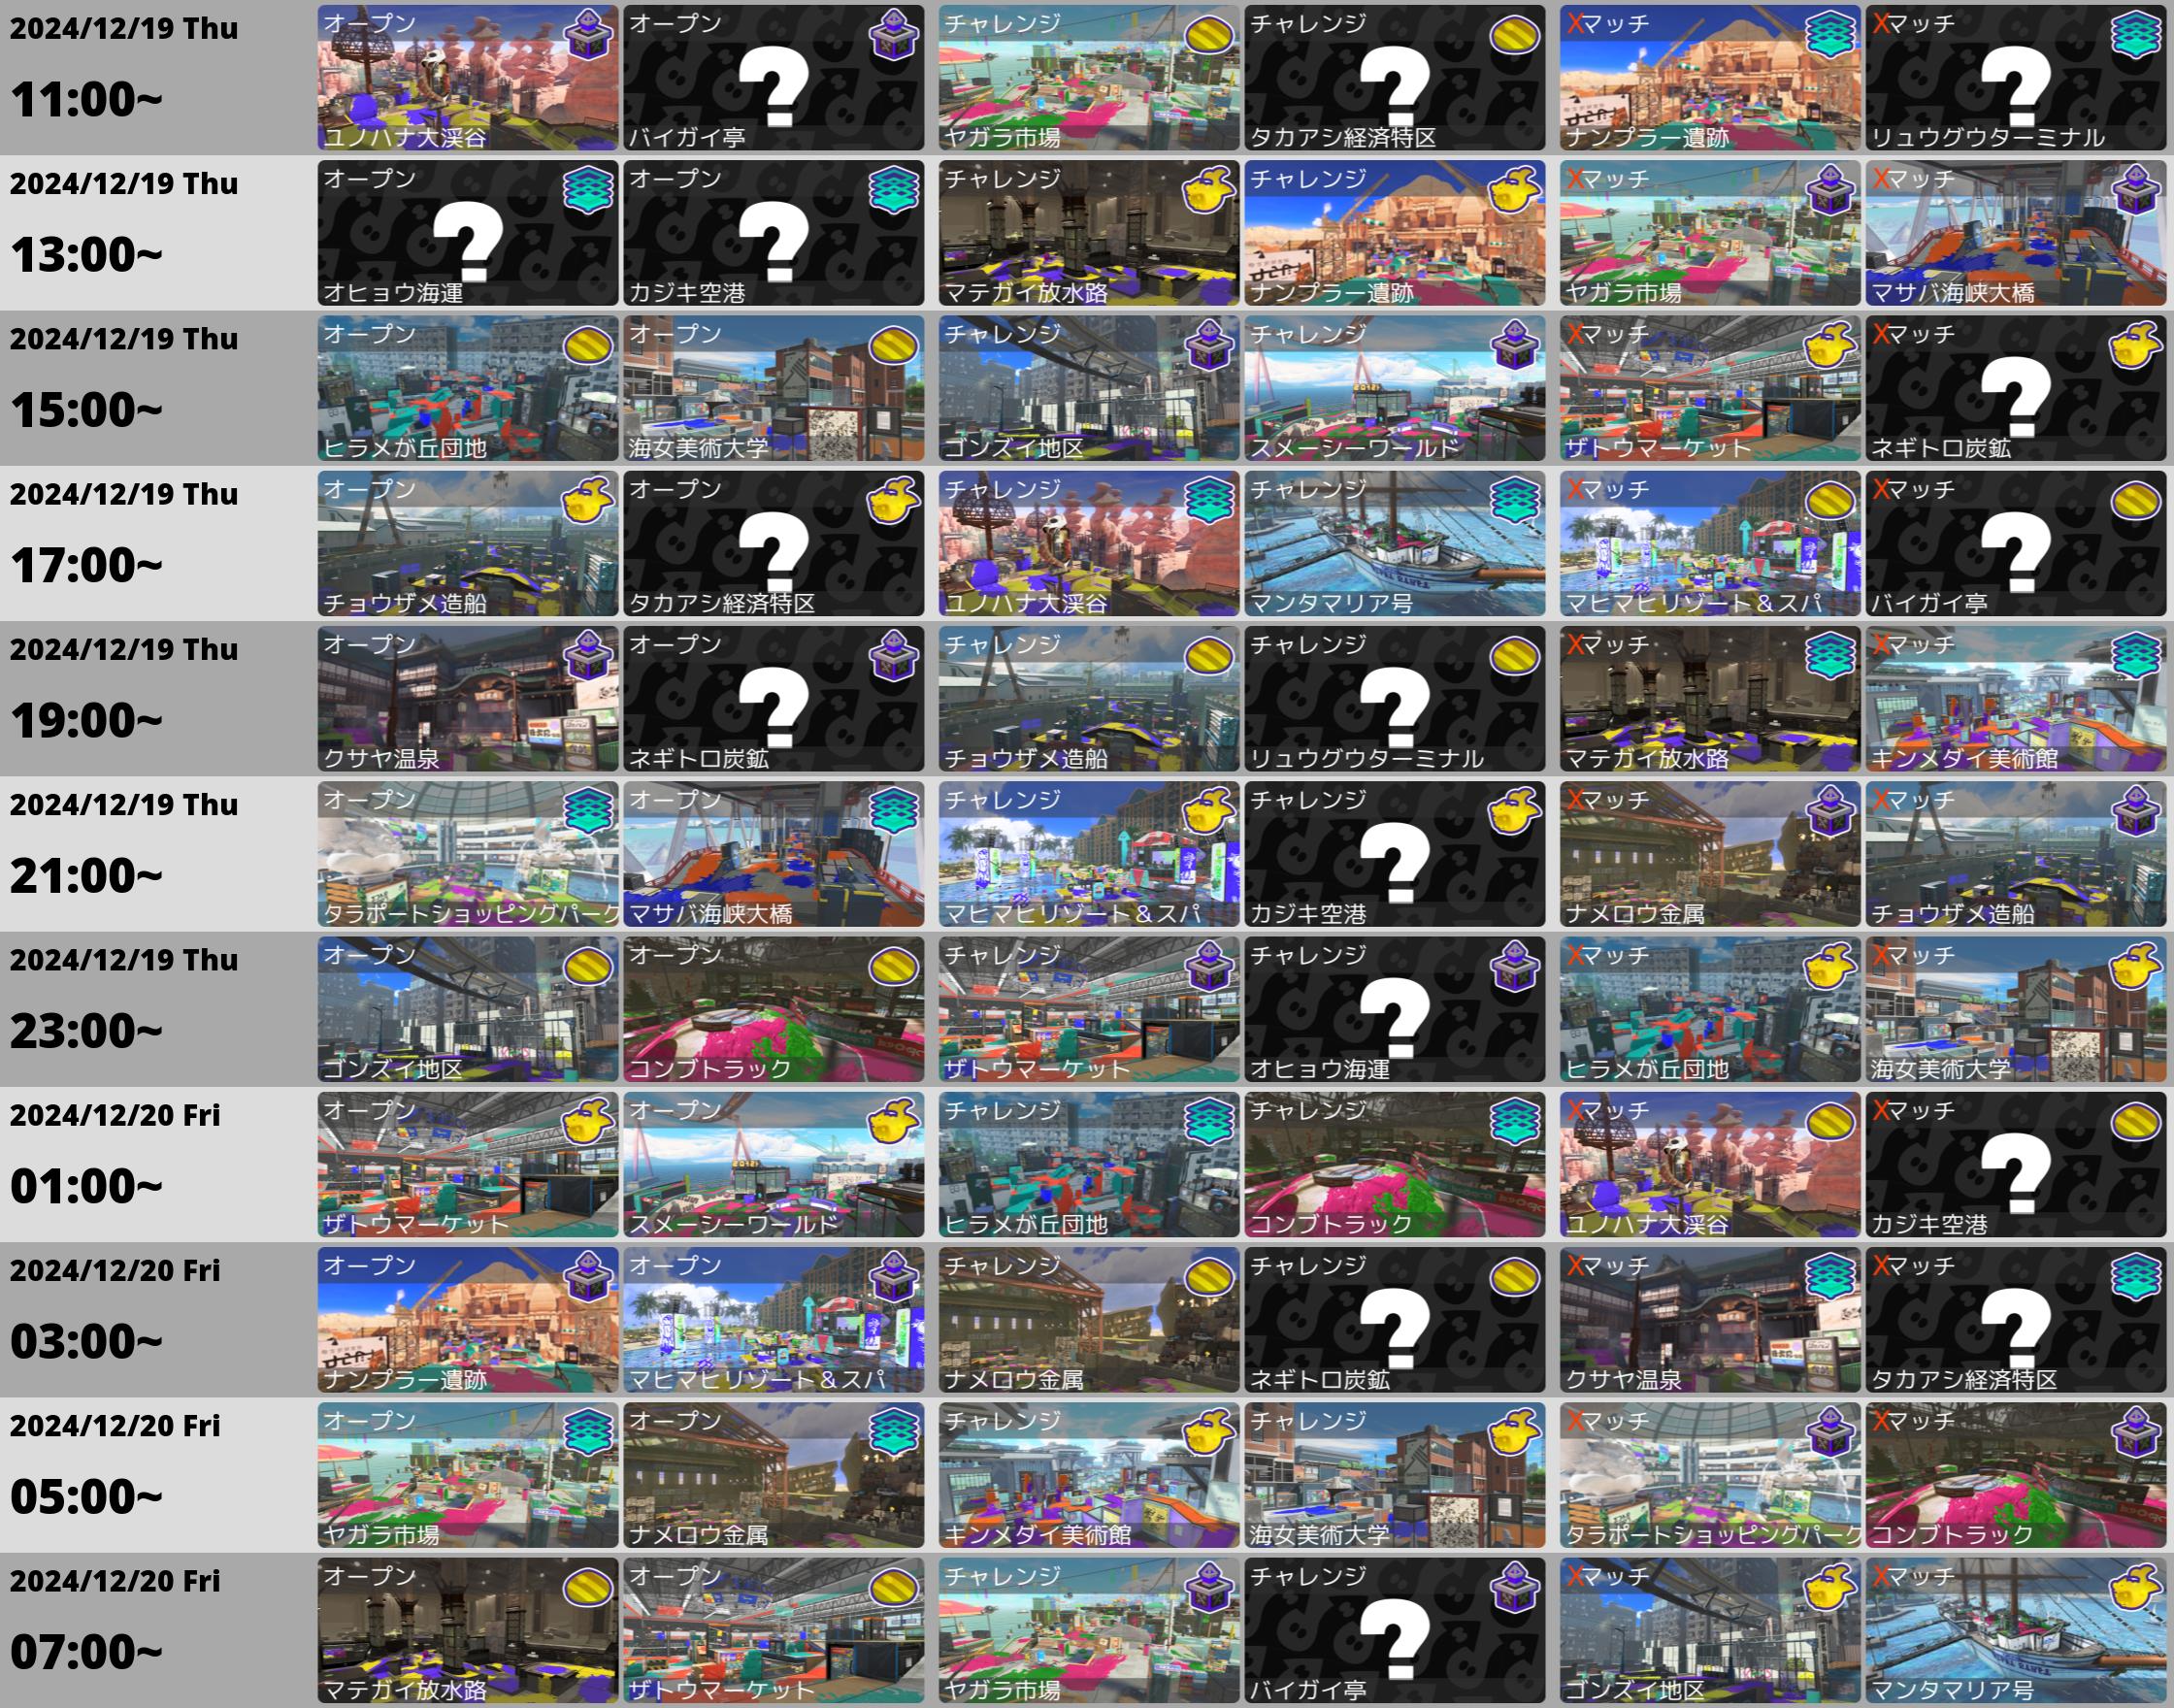 2024/12/19 Thu
11:00~
オープン
ユノハナ大渓谷
オープン
バイガイ亭
チャレンジ
ヤガラ市場
チャレンジ
タカアシ経済特区
Xマッチ
ナンプラー遺跡
Xマッチ
リュウグウターミナル
2024/12/19 Thu
13:00~
オープン
オヒョウ海運
オープン
カジキ空港
チャレンジ
マテガイ放水路
チャレンジ
ナンプラー遺跡
Xマッチ
ヤガラ市場
Xマッチ
マサバ海峡大橋
2024/12/19 Thu
15:00~
オープン
ヒラメが丘団地
オープン
海女美術大学
チャレンジ
ゴンズイ地区
チャレンジ
スメーシーワールド
Xマッチ
ザトウマーケット
Xマッチ
ネギトロ炭鉱
2024/12/19 Thu
17:00~
オープン
チョウザメ造船
オープン
タカアシ経済特区
チャレンジ
ユノハナ大渓谷
チャレンジ
マンタマリア号
Xマッチ
マヒマヒリゾート＆スパ
Xマッチ
バイガイ亭
2024/12/19 Thu
19:00~
オープン
クサヤ温泉
オープン
ネギトロ炭鉱
チャレンジ
チョウザメ造船
チャレンジ
リュウグウターミナル
Xマッチ
マテガイ放水路
Xマッチ
キンメダイ美術館
2024/12/19 Thu
21:00~
オープン
タラポートショッピングパーク
オープン
マサバ海峡大橋
チャレンジ
マヒマヒリゾート＆スパ
チャレンジ
カジキ空港
Xマッチ
ナメロウ金属
Xマッチ
チョウザメ造船
2024/12/19 Thu
23:00~
オープン
ゴンズイ地区
オープン
コンブトラック
チャレンジ
ザトウマーケット
チャレンジ
オヒョウ海運
Xマッチ
ヒラメが丘団地
Xマッチ
海女美術大学
2024/12/20 Fri
01:00~
オープン
ザトウマーケット
オープン
スメーシーワールド
チャレンジ
ヒラメが丘団地
チャレンジ
コンブトラック
Xマッチ
ユノハナ大渓谷
Xマッチ
カジキ空港
2024/12/20 Fri
03:00~
オープン
ナンプラー遺跡
オープン
マヒマヒリゾート＆スパ
チャレンジ
ナメロウ金属
チャレンジ
ネギトロ炭鉱
Xマッチ
クサヤ温泉
Xマッチ
タカアシ経済特区
2024/12/20 Fri
05:00~
オープン
ヤガラ市場
オープン
ナメロウ金属
チャレンジ
キンメダイ美術館
チャレンジ
海女美術大学
Xマッチ
タラポートショッピングパーク
Xマッチ
コンブトラック
2024/12/20 Fri
07:00~
オープン
マテガイ放水路
オープン
ザトウマーケット
チャレンジ
ヤガラ市場
チャレンジ
バイガイ亭
Xマッチ
ゴンズイ地区
Xマッチ
マンタマリア号